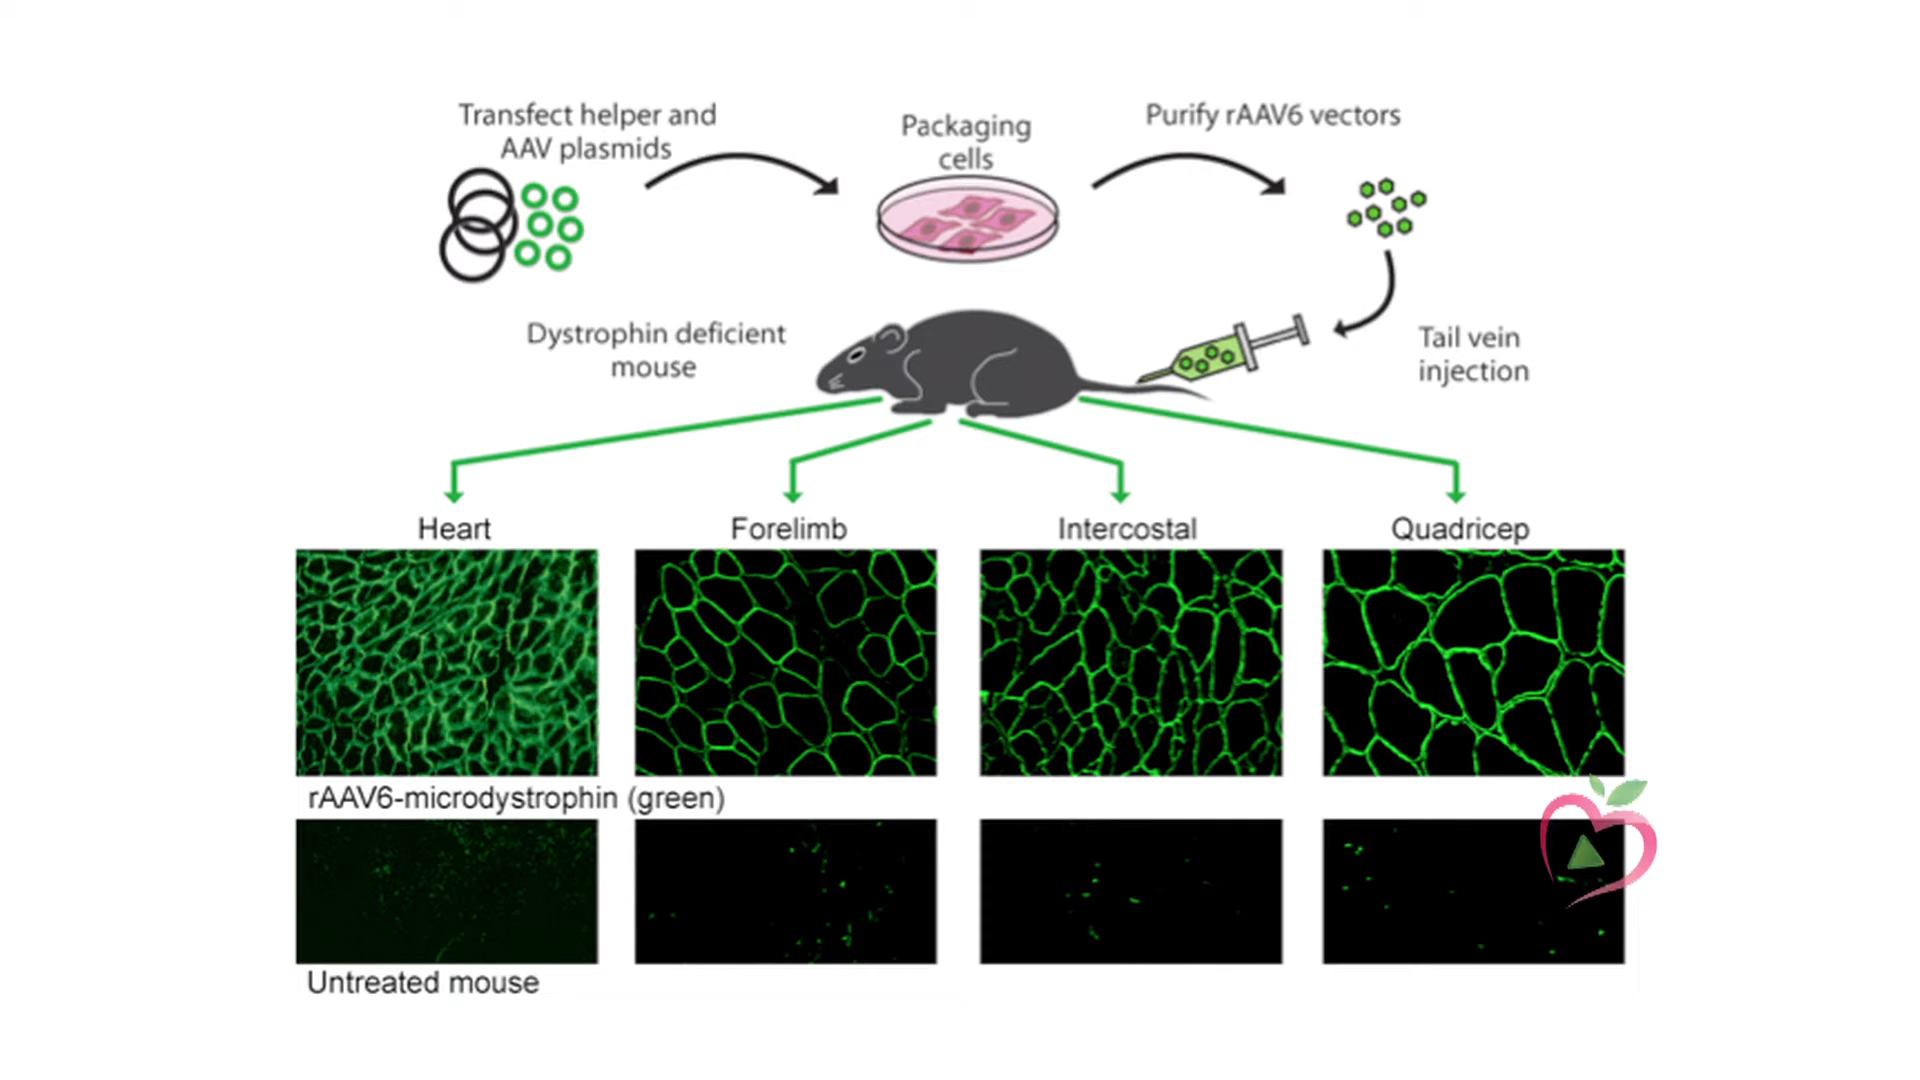 Transfect helper and
AAV plasmids
Packaging
cells
Purify rAAV6 vectors
Dystrophin deficient
mouse
Tail vein
injection
Heart
Forelimb
Intercostal
Quadricep
rAAV6-microdystrophin (green)
Untreated mouse